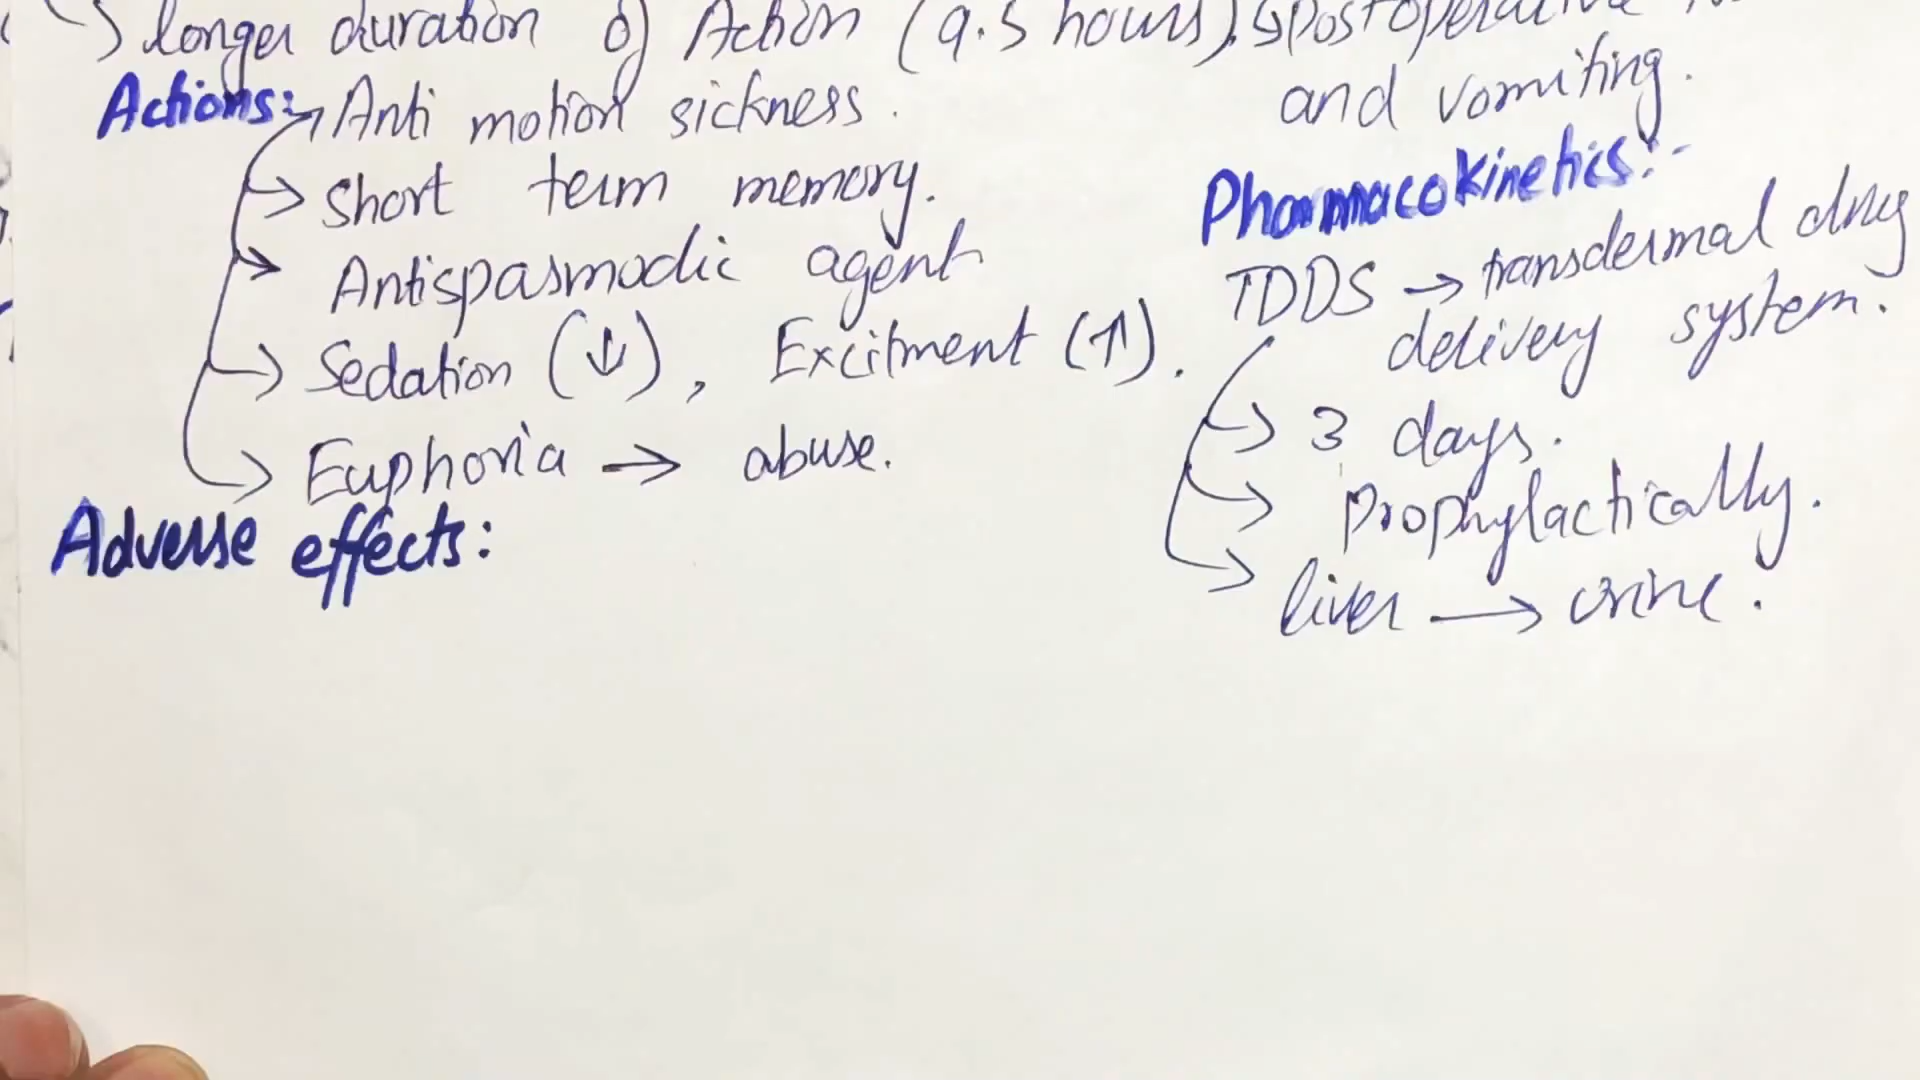 longer duration of Action (9.5 hours). ↳ postoperative
and vomiting.
Actions: → Anti motion sickness.
→ short term memory.
→ Antispasmodic agent
→ Sedation (↓), Excitment (↑).
→ Euphoria → abuse.
Adverse effects:
Pharmacokinetics:-
TDDS → transdermal drug
delivery system.
→ 3 days.
→ prophylactically.
→ liver → urine.